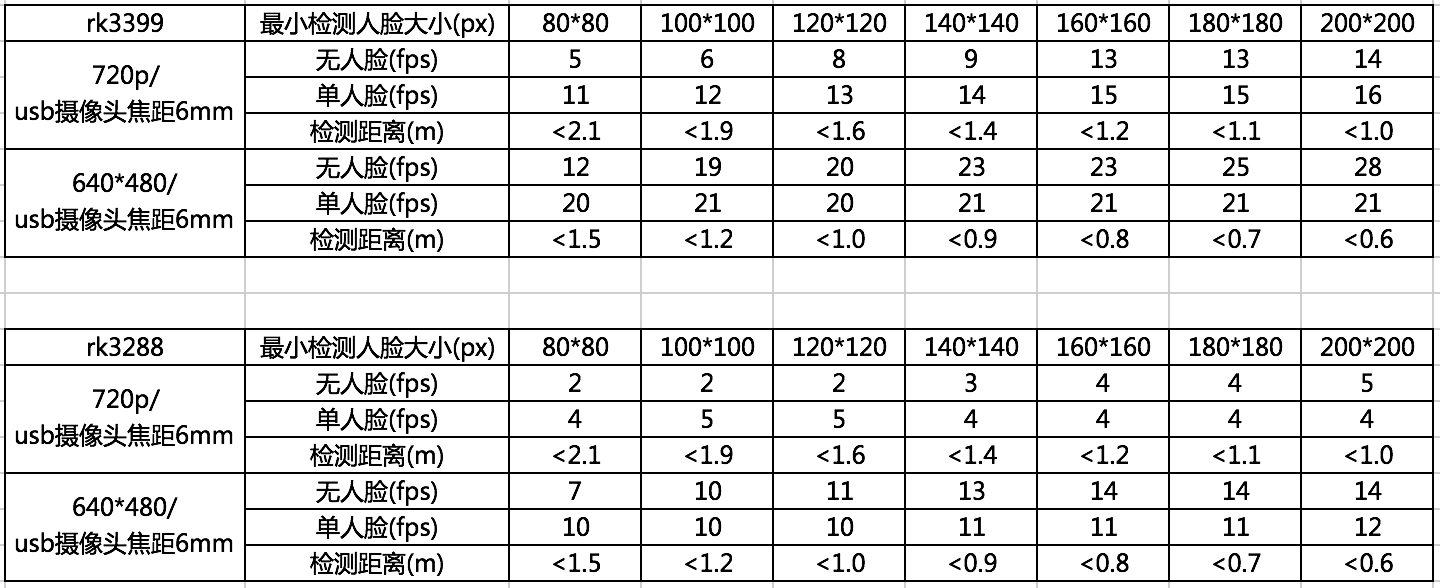 rk3399 最小检测人脸大小(px) 80*80 100*100 120*120 140*140 160*160 180*180 200*200
720p/
usb摄像头焦距6mm
无人脸(fps) 5 6 8 9 13 13 14
单人脸(fps) 11 12 13 14 15 15 16
检测距离(m) <2.1 <1.9 <1.6 <1.4 <1.2 <1.1 <1.0
640*480/
usb摄像头焦距6mm
无人脸(fps) 12 19 20 23 23 25 28
单人脸(fps) 20 21 20 21 21 21 21
检测距离(m) <1.5 <1.2 <1.0 <0.9 <0.8 <0.7 <0.6
rk3288 最小检测人脸大小(px) 80*80 100*100 120*120 140*140 160*160 180*180 200*200
720p/
usb摄像头焦距6mm
无人脸(fps) 2 2 2 3 4 4 5
单人脸(fps) 4 5 5 4 4 4 4
检测距离(m) <2.1 <1.9 <1.6 <1.4 <1.2 <1.1 <1.0
640*480/
usb摄像头焦距6mm
无人脸(fps) 7 10 11 13 14 14 14
单人脸(fps) 10 10 10 11 11 11 12
检测距离(m) <1.5 <1.2 <1.0 <0.9 <0.8 <0.7 <0.6